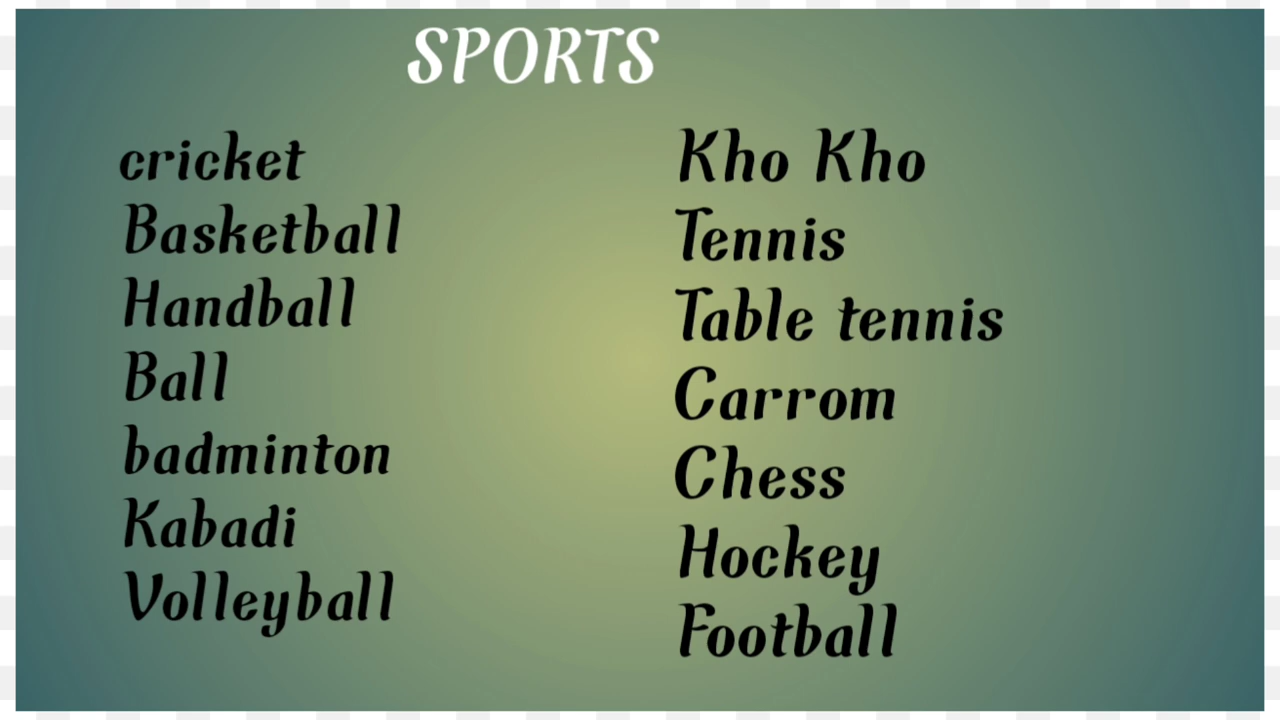 SPORTS
cricket
Basketball
Handball
Ball
badminton
Kabadi
Volleyball
Kho Kho
Tennis
Table tennis
Carrom
Chess
Hockey
Football